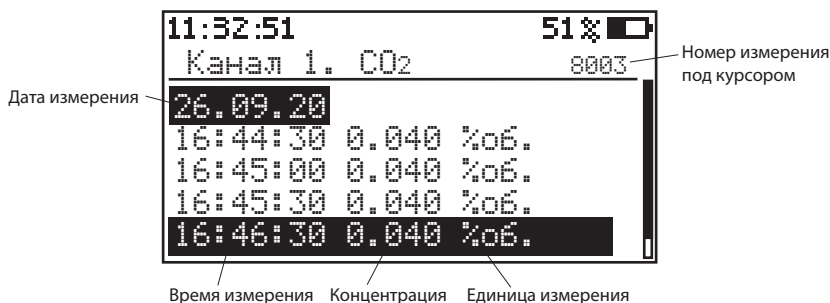 11:32:51 51%
Канал 1. CO2 8003
Номер измерения
под курсором
Дата измерения
26.09.20
16:44:30 0.040 %об.
16:45:00 0.040 %об.
16:45:30 0.040 %об.
16:46:30 0.040 %об.
Время измерения Концентрация Единица измерения